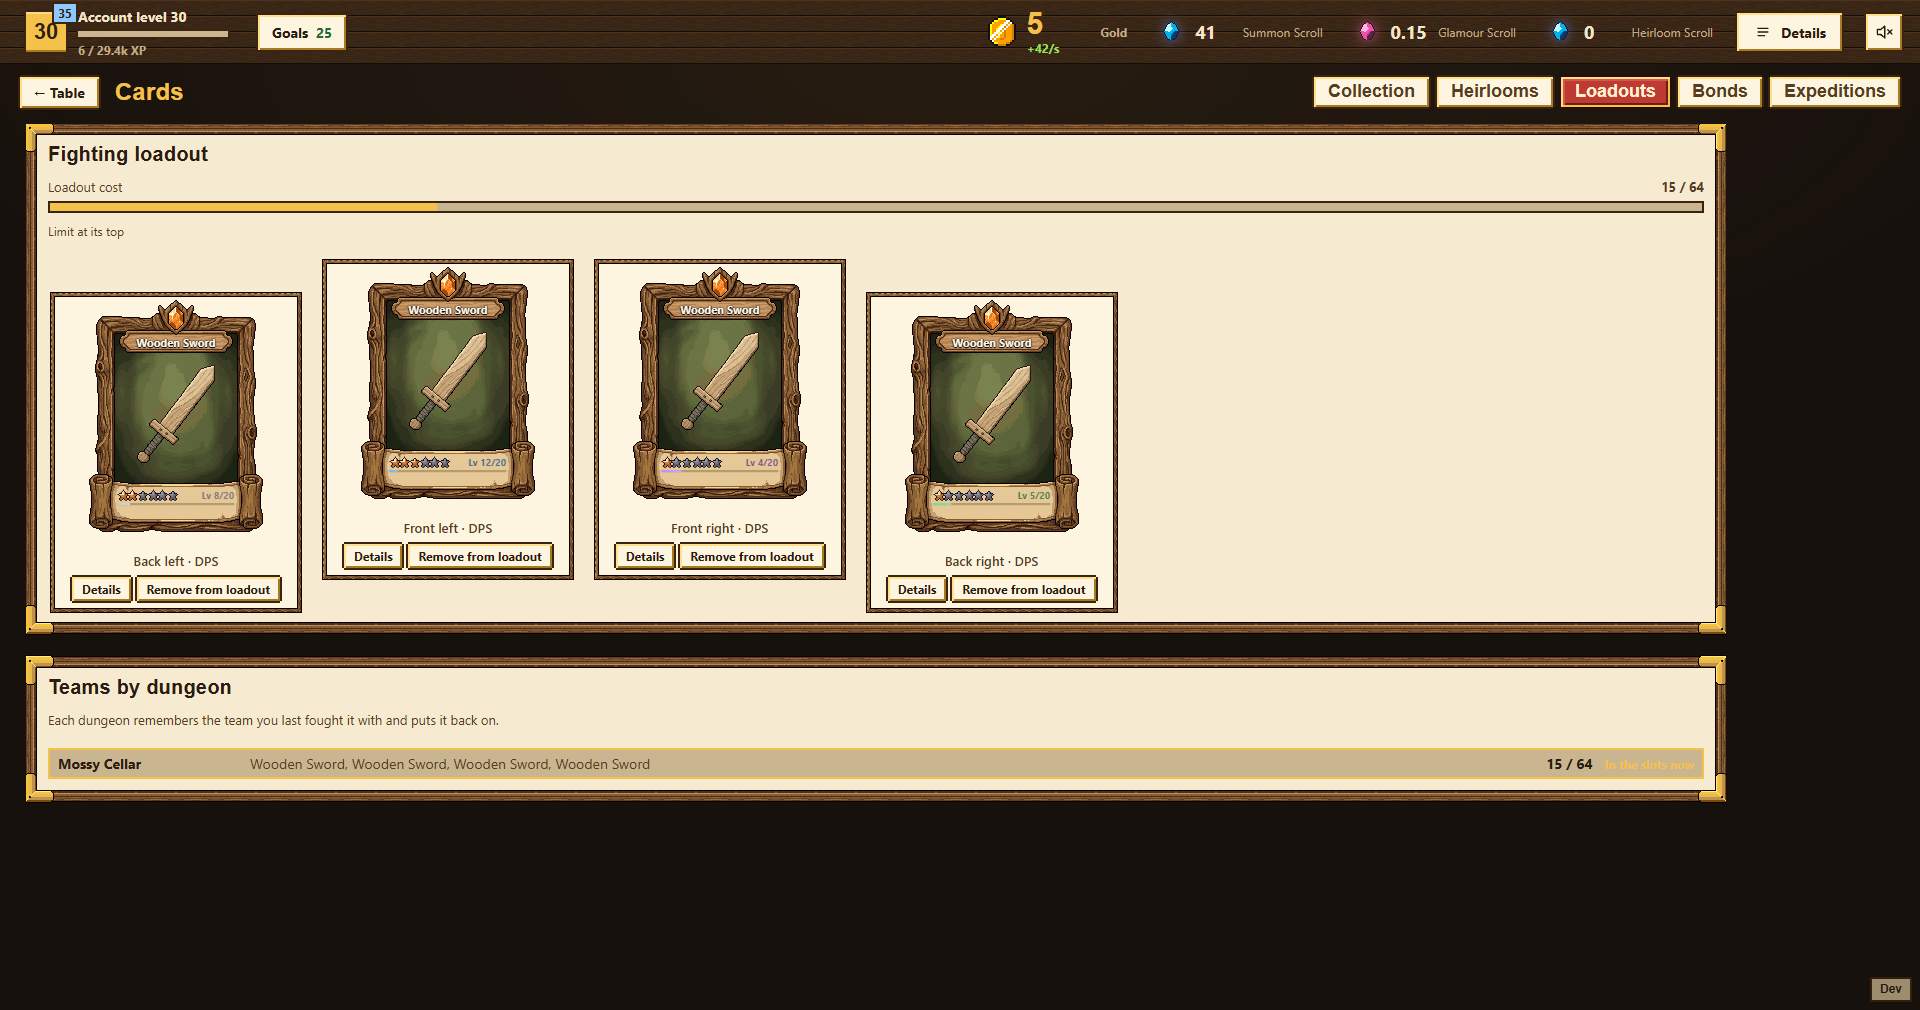 30
35
Account level 30
6 / 29.4k XP
Goals 25
5
+42/s
Gold
41
Summon Scroll
0.15
Glamour Scroll
0
Heirloom Scroll
Details
← Table
Cards
Collection
Heirlooms
Loadouts
Bonds
Expeditions
Fighting loadout
Loadout cost
15 / 64
Limit at its top
Wooden Sword
Lv 8/20
Back left · DPS
Details
Remove from loadout
Wooden Sword
Lv 12/20
Front left · DPS
Details
Remove from loadout
Wooden Sword
Lv 4/20
Front right · DPS
Details
Remove from loadout
Wooden Sword
Lv 5/20
Back right · DPS
Details
Remove from loadout
Teams by dungeon
Each dungeon remembers the team you last fought it with and puts it back on.
Mossy Cellar
Wooden Sword, Wooden Sword, Wooden Sword, Wooden Sword
15 / 64
In the slots now
Dev